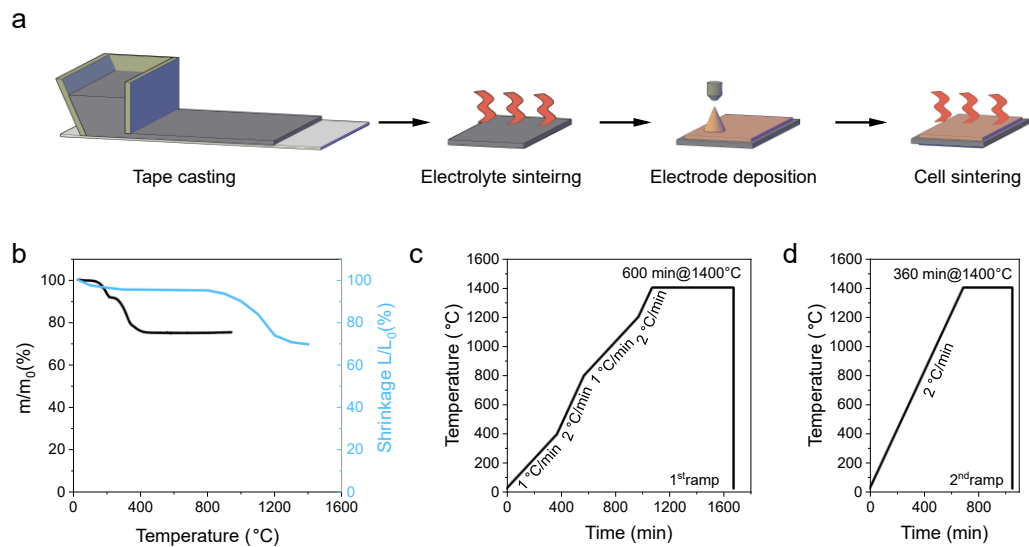 a
Tape casting
Electrolyte sinteirng
Electrode deposition
Cell sintering
b
100
80
60
40
20
0
m/m0(%)
100
80
60
40
20
0
Shrinkage L/L0(%)
0
400
800
1200
1600
Temperature (°C)
c
1600
1400
1200
1000
800
600
400
200
0
Temperature (°C)
600 min@1400°C
1 °C/min
2 °C/min
1 °C/min
2 °C/min
1st ramp
0
400
800
1200
1600
Time (min)
d
1600
1400
1200
1000
800
600
400
200
0
Temperature (°C)
360 min@1400°C
2 °C/min
2nd ramp
0
400
800
Time (min)